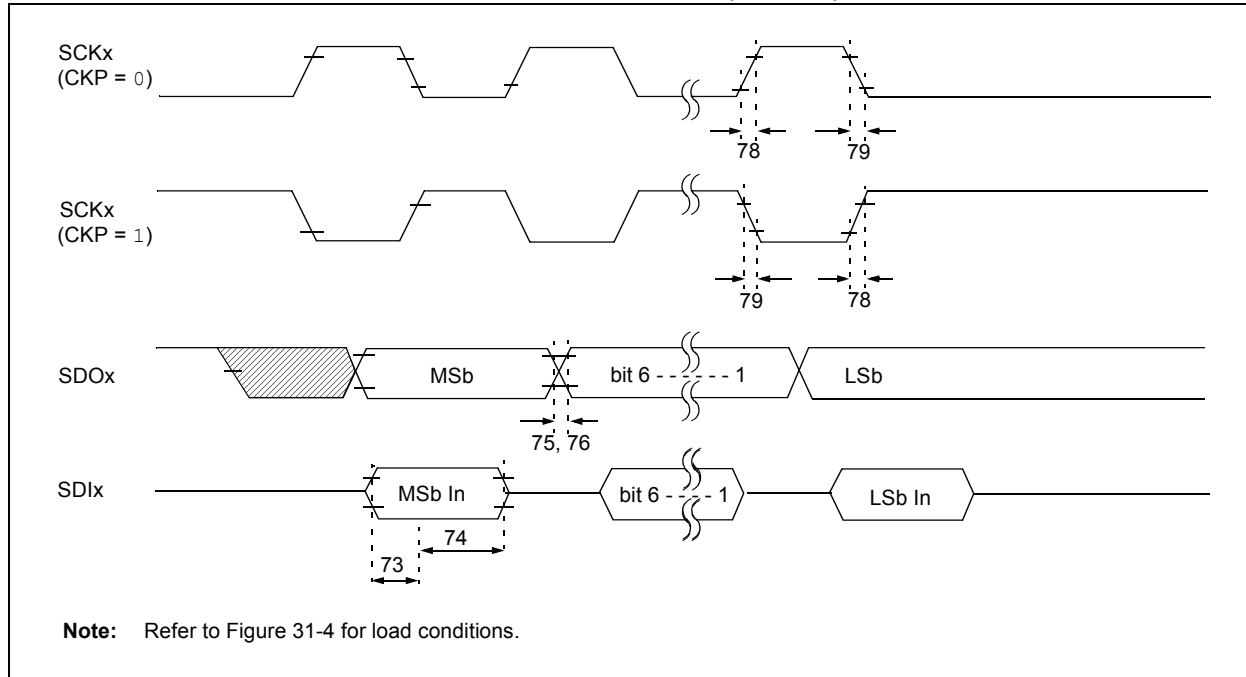 SCKx
(CKP = 0)
78
79
SCKx
(CKP = 1)
79
78
SDOx
MSb
bit 6 - - - - - - 1
LSb
75, 76
SDIx
MSb In
bit 6 - - - - 1
LSb In
74
73
Note: Refer to Figure 31-4 for load conditions.